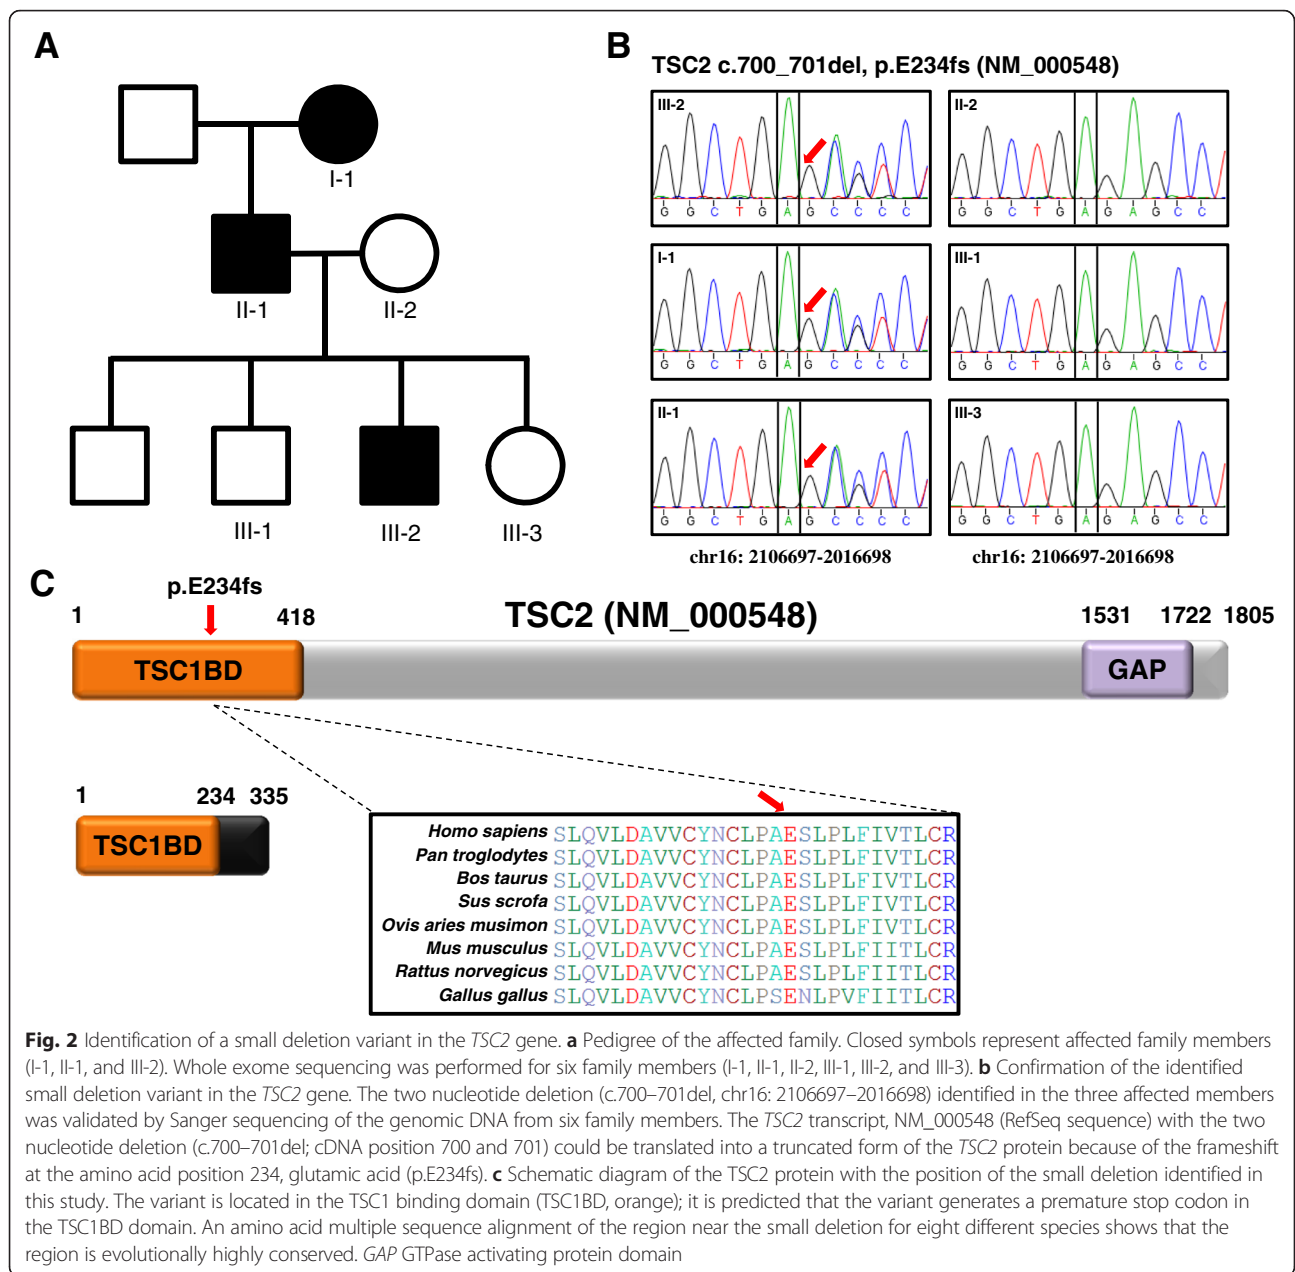 A
I-1
II-1
II-2
III-1
III-2
III-3
B
TSC2 c.700_701del, p.E234fs (NM_000548)
III-2
G G C T G A G C C C C
II-2
G G C T G A G A G C C
I-1
G G C T G A G C C C C
III-1
G G C T G A G A G C C
II-1
G G C T G A G C C C C
III-3
G G C T G A G A G C C
chr16: 2106697-2016698
chr16: 2106697-2016698
C
p.E234fs
1
418
TSC2 (NM_000548)
1531
1722
1805
TSC1BD
GAP
1
234
335
TSC1BD
Homo sapiens SLQVLDAVVCYNCLPAESLPLFIVTLCR
Pan troglodytes SLQVLDAVVCYNCLPAESLPLFIVTLCR
Bos taurus SLQVLDAVVCYNCLPAESLPLFIVTLCR
Sus scrofa SLQVLDAVVCYNCLPAESLPLFIVTLCR
Ovis aries musimon SLQVLDAVVCYNCLPAESLPLFIVTLCR
Mus musculus SLQVLDAVVCYNCLPAESLPLFIITLCR
Rattus norvegicus SLQVLDAVVCYNCLPAESLPLFIITLCR
Gallus gallus SLQVLDAVVCYNCLPSENLPVFIITLCR
Fig. 2 Identification of a small deletion variant in the TSC2 gene. a Pedigree of the affected family. Closed symbols represent affected family members
(I-1, II-1, and III-2). Whole exome sequencing was performed for six family members (I-1, II-1, II-2, III-1, III-2, and III-3). b Confirmation of the identified
small deletion variant in the TSC2 gene. The two nucleotide deletion (c.700–701del, chr16: 2106697–2016698) identified in the three affected members
was validated by Sanger sequencing of the genomic DNA from six family members. The TSC2 transcript, NM_000548 (RefSeq sequence) with the two
nucleotide deletion (c.700–701del; cDNA position 700 and 701) could be translated into a truncated form of the TSC2 protein because of the frameshift
at the amino acid position 234, glutamic acid (p.E234fs). c Schematic diagram of the TSC2 protein with the position of the small deletion identified in
this study. The variant is located in the TSC1 binding domain (TSC1BD, orange); it is predicted that the variant generates a premature stop codon in
the TSC1BD domain. An amino acid multiple sequence alignment of the region near the small deletion for eight different species shows that the
region is evolutionally highly conserved. GAP GTPase activating protein domain